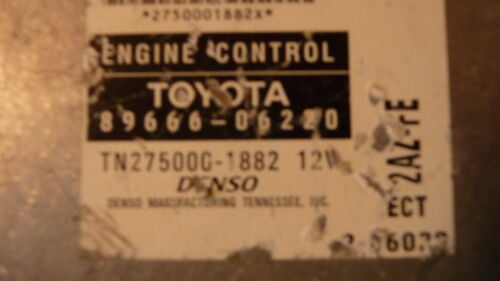 *2750001882X*
ENGINE CONTROL
TOYOTA
89666-06220
TN275000-1882 12V
DENSO
DENSO MANUFACTURING TENNESSEE, INC.
2AZ-FE
ECT